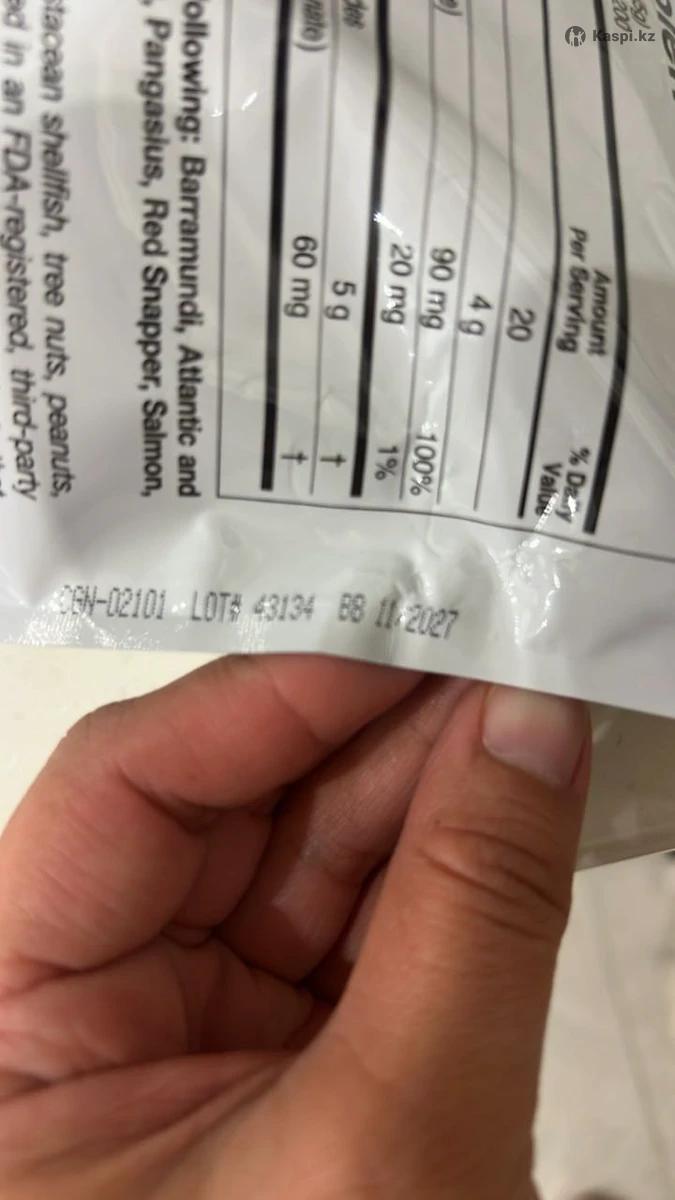 Kaspi.kz
Amount
Per Serving
% Daily
Value
20
4 g
90 mg 100%
20 mg 1%
5 g †
60 mg †
ollowing: Barramundi, Atlantic and
, Pangasius, Red Snapper, Salmon,
stacean shellfish, tree nuts, peanuts,
ed in an FDA-registered, third-party
CGN-02101 LOT# 43134 BB 11/2027